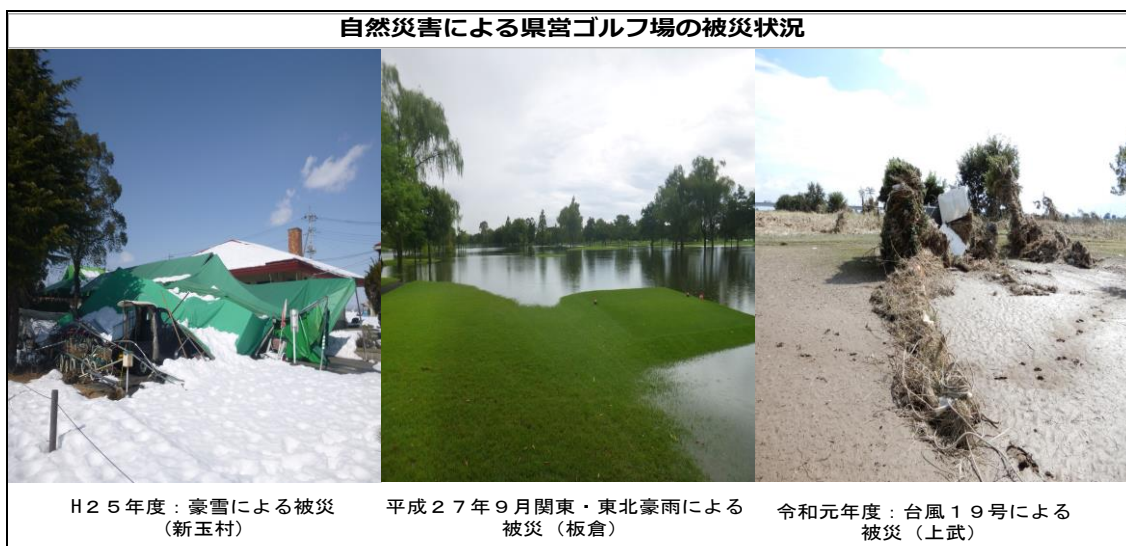 自然災害による県営ゴルフ場の被災状況
H25年度:豪雪による被災
(新玉村)
平成27年9月関東・東北豪雨による
被災(板倉)
令和元年度:台風19号による
被災(上武)